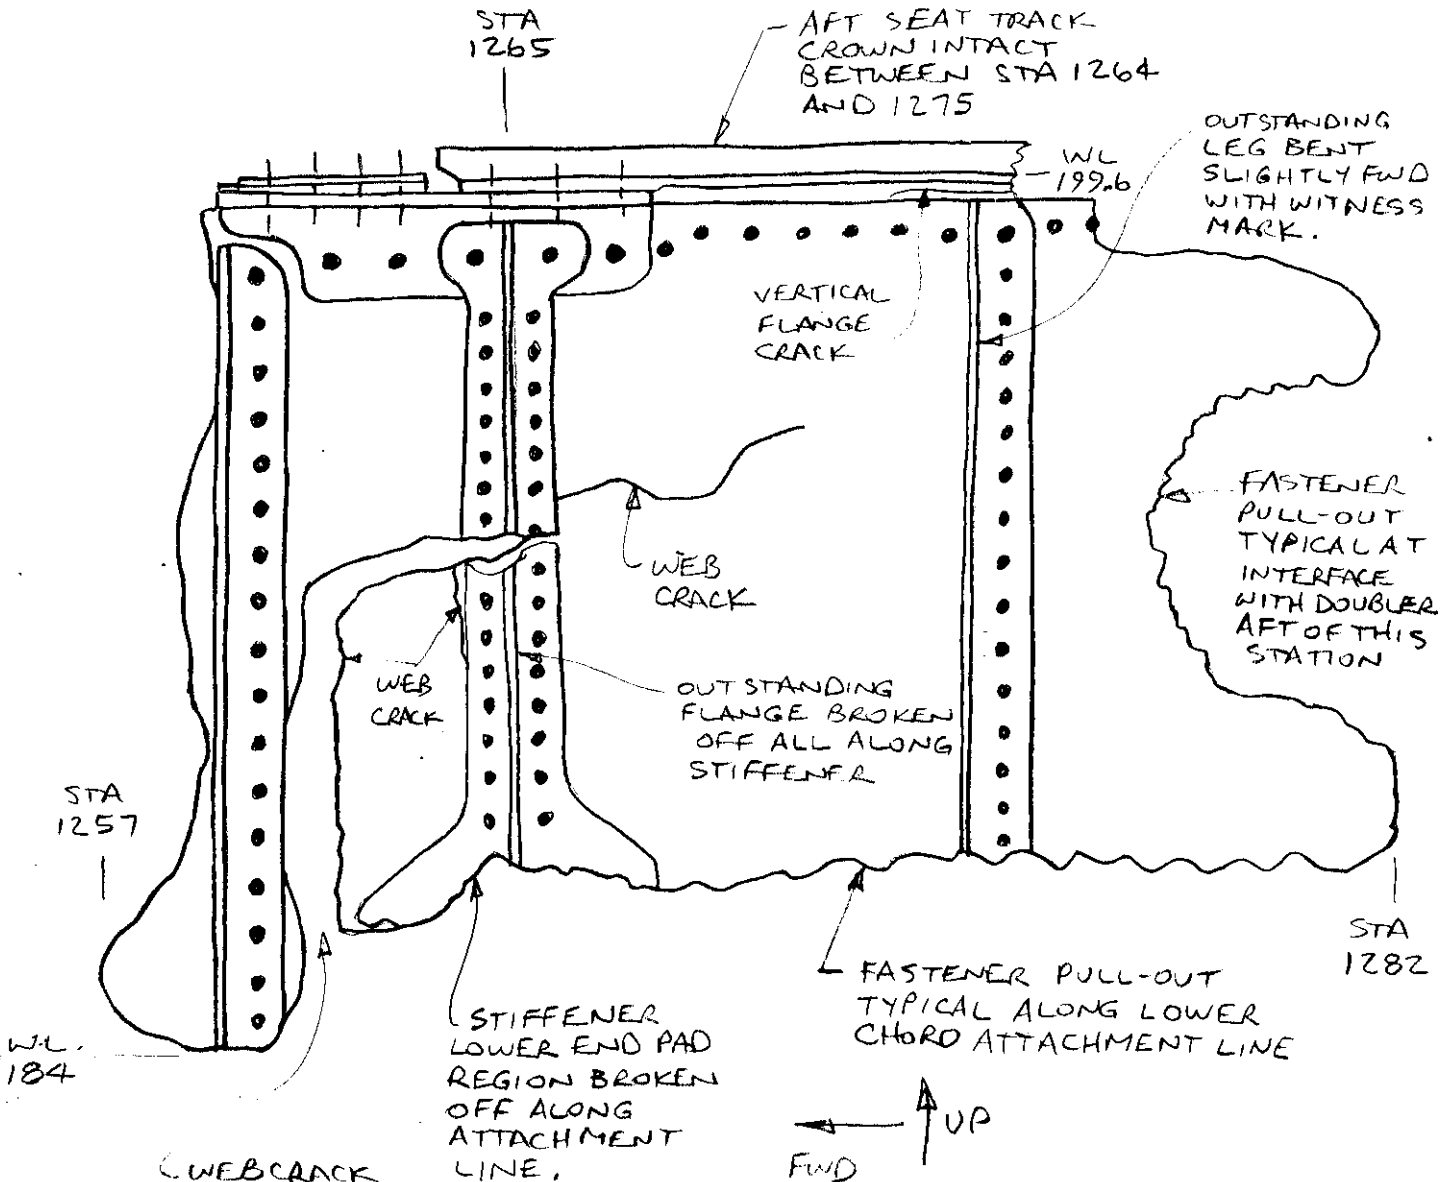 STA
1265
AFT SEAT TRACK
CROWN INTACT
BETWEEN STA 1264
AND 1275
OUTSTANDING
LEG BENT
SLIGHTLY FWD
WITH WITNESS
MARK.
WL
199.6
VERTICAL
FLANGE
CRACK
FASTENER
PULL-OUT
TYPICAL AT
INTERFACE
WITH DOUBLER
AFT OF THIS
STATION
WEB
CRACK
WEB
CRACK
OUTSTANDING
FLANGE BROKEN
OFF ALL ALONG
STIFFENER
STA
1257
STA
1282
FASTENER PULL-OUT
TYPICAL ALONG LOWER
CHORD ATTACHMENT LINE
STIFFENER
LOWER END PAD
REGION BROKEN
OFF ALONG
ATTACHMENT
LINE.
W.L.
184
UP
FWD
WEB CRACK